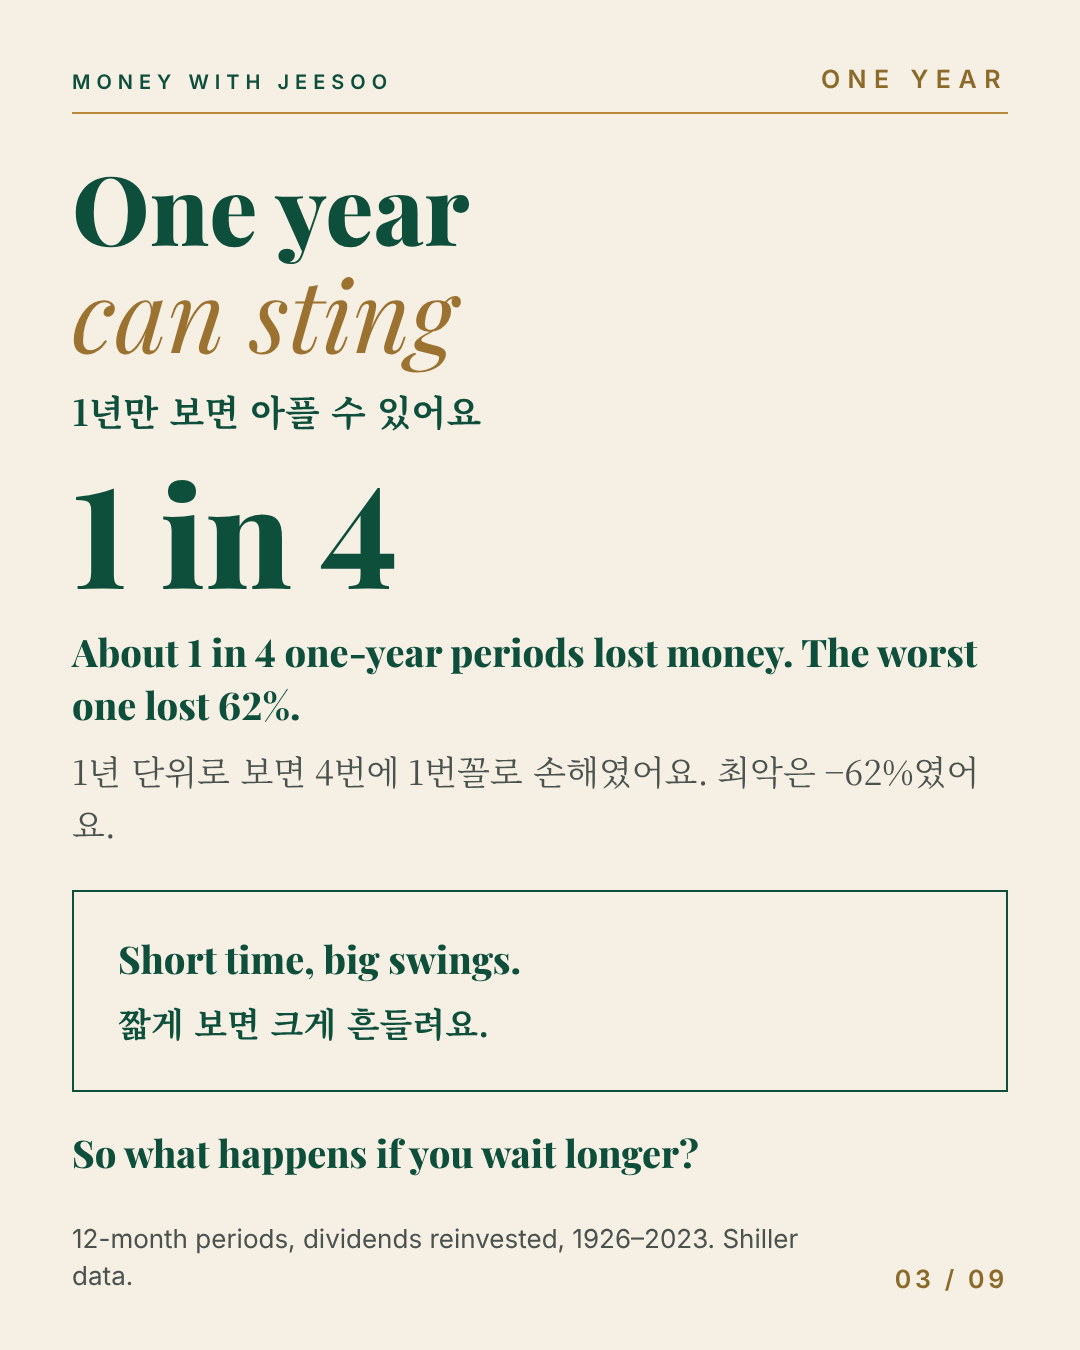 MONEY WITH JEESOO
ONE YEAR
One year
can sting
1년만 보면 아플 수 있어요
1 in 4
About 1 in 4 one-year periods lost money. The worst
one lost 62%.
1년 단위로 보면 4번에 1번꼴로 손해였어요. 최악은 −62%였어
요.
Short time, big swings.
짧게 보면 크게 흔들려요.
So what happens if you wait longer?
12-month periods, dividends reinvested, 1926–2023. Shiller
data.
03 / 09